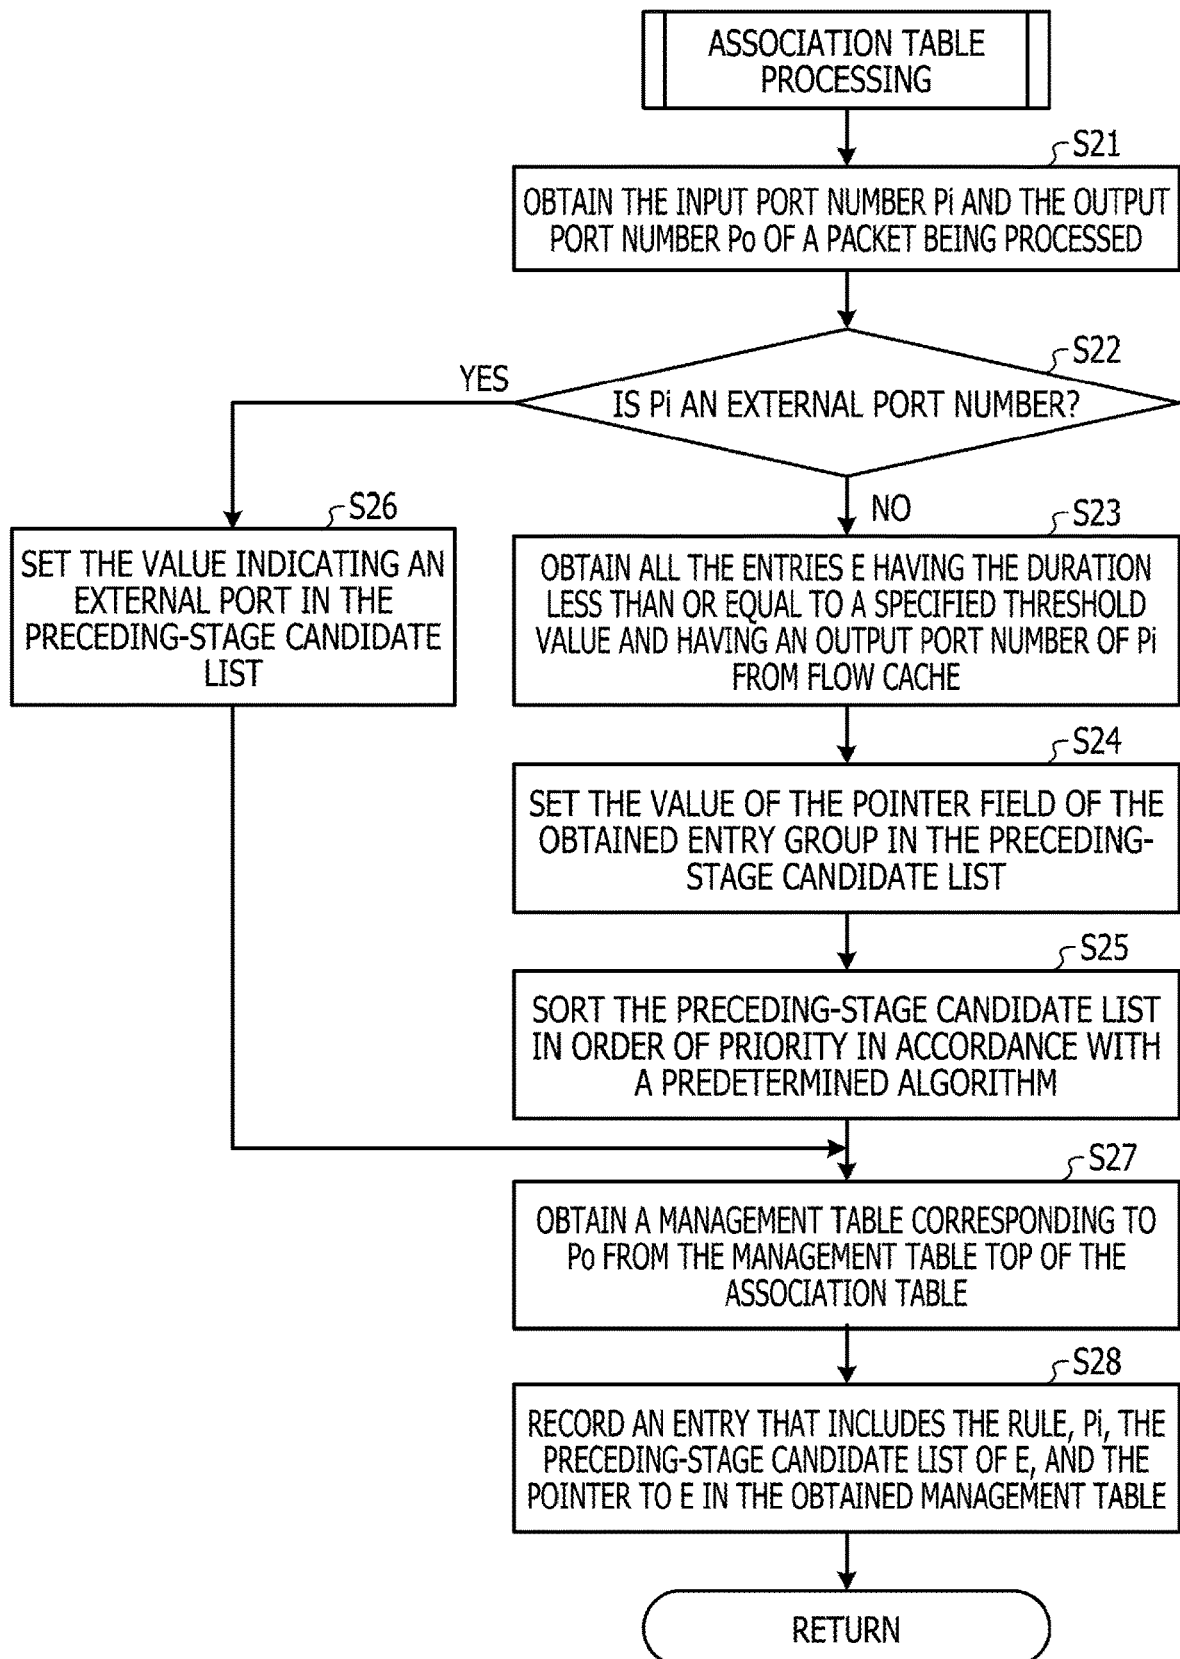 ASSOCIATION TABLE
PROCESSING
S21
OBTAIN THE INPUT PORT NUMBER Pi AND THE OUTPUT
PORT NUMBER Po OF A PACKET BEING PROCESSED
S22
YES
IS Pi AN EXTERNAL PORT NUMBER?
NO
S26
SET THE VALUE INDICATING AN
EXTERNAL PORT IN THE
PRECEDING-STAGE CANDIDATE
LIST
S23
OBTAIN ALL THE ENTRIES E HAVING THE DURATION
LESS THAN OR EQUAL TO A SPECIFIED THRESHOLD
VALUE AND HAVING AN OUTPUT PORT NUMBER OF Pi
FROM FLOW CACHE
S24
SET THE VALUE OF THE POINTER FIELD OF THE
OBTAINED ENTRY GROUP IN THE PRECEDING-
STAGE CANDIDATE LIST
S25
SORT THE PRECEDING-STAGE CANDIDATE LIST
IN ORDER OF PRIORITY IN ACCORDANCE WITH
A PREDETERMINED ALGORITHM
S27
OBTAIN A MANAGEMENT TABLE CORRESPONDING TO
Po FROM THE MANAGEMENT TABLE TOP OF THE
ASSOCIATION TABLE
S28
RECORD AN ENTRY THAT INCLUDES THE RULE, Pi, THE
PRECEDING-STAGE CANDIDATE LIST OF E, AND THE
POINTER TO E IN THE OBTAINED MANAGEMENT TABLE
RETURN